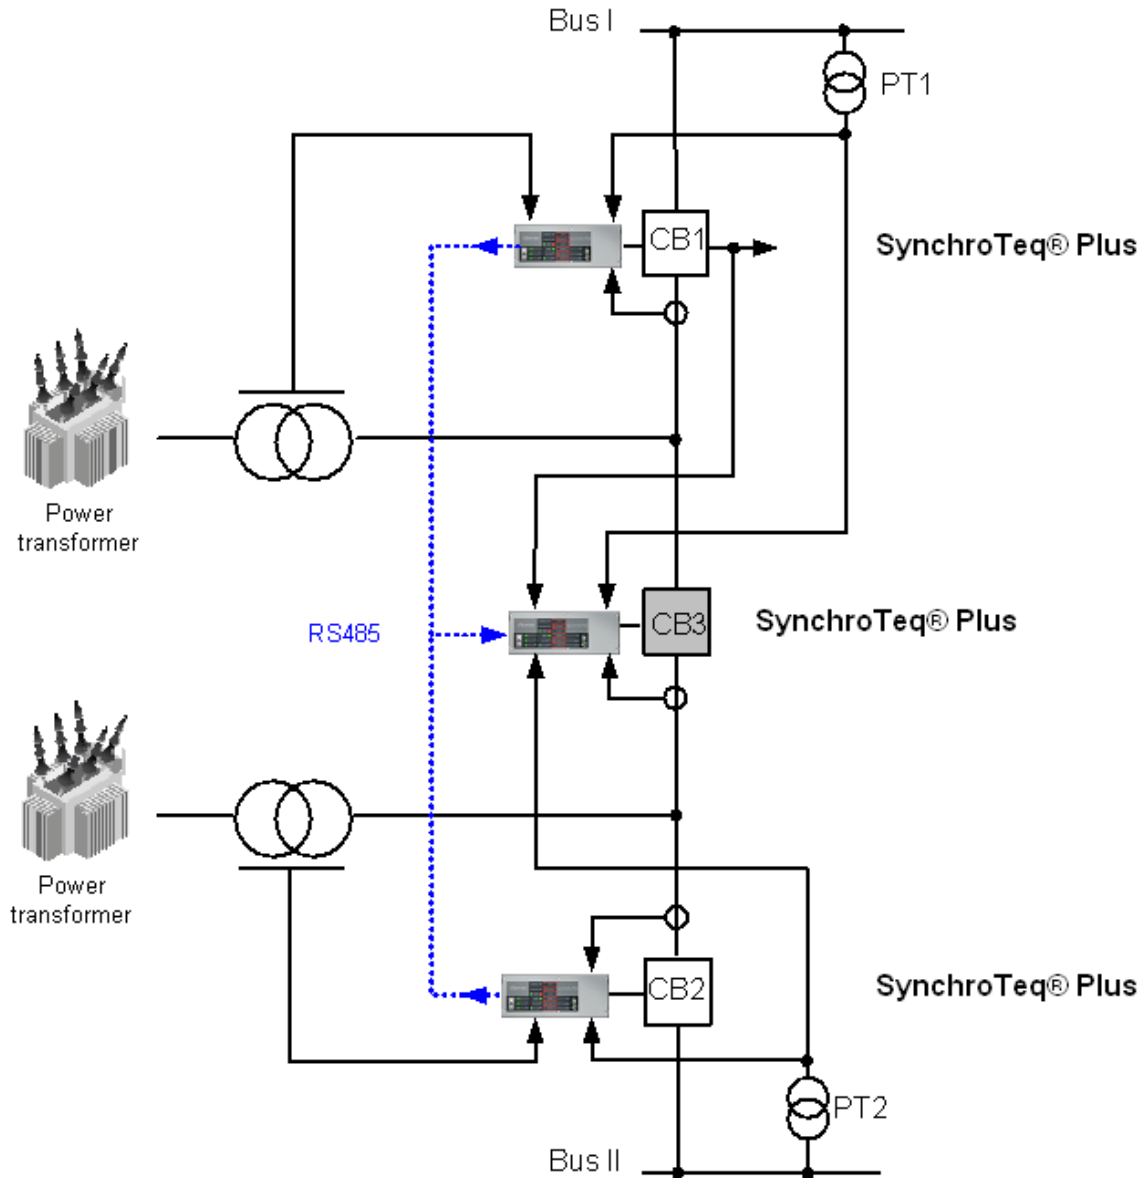 Bus I
PT1
CB1
SynchroTeq® Plus
Power
transformer
RS485
CB3
SynchroTeq® Plus
Power
transformer
CB2
SynchroTeq® Plus
PT2
Bus II